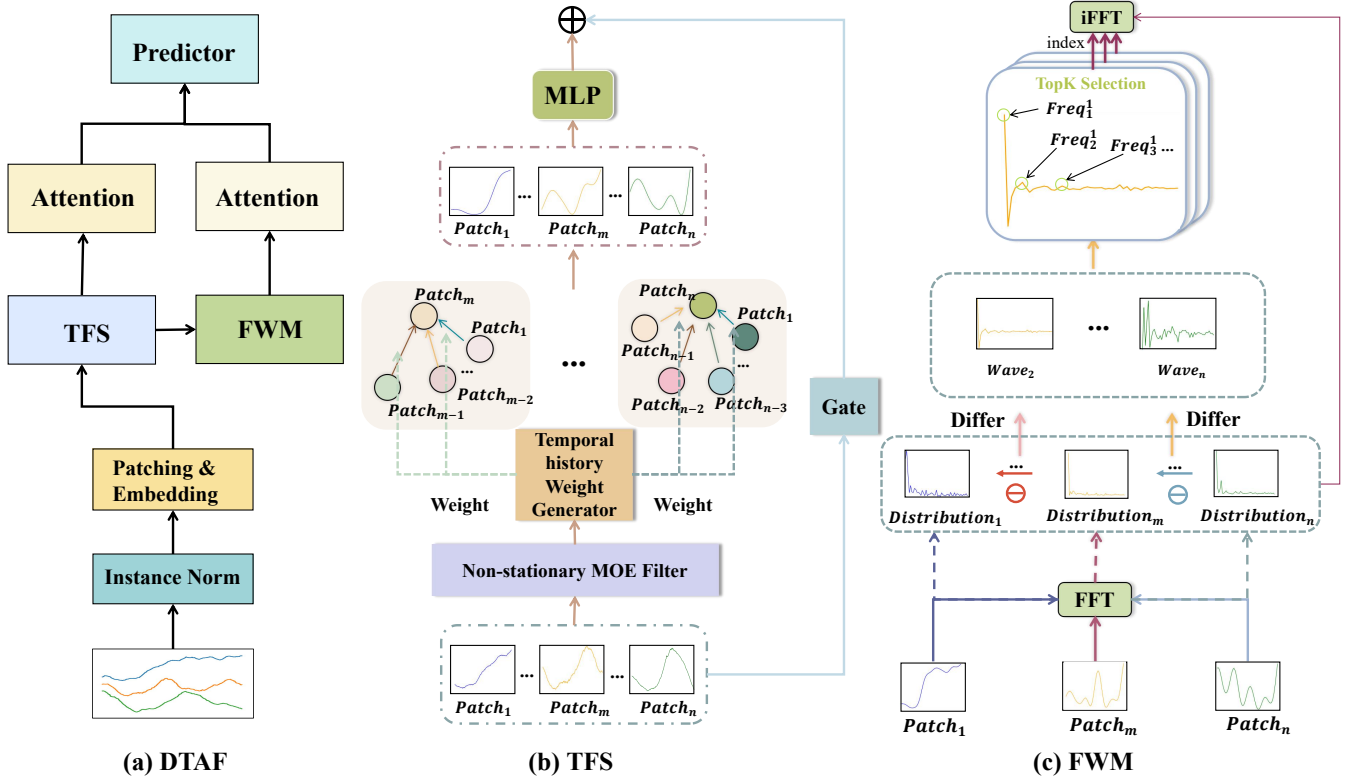 Predictor
Attention
Attention
TFS
FWM
Patching &
Embedding
Instance Norm
(a) DTAF
MLP
Patch₁
...
Patchₘ
...
Patchₙ
Patchₘ
Patch₁
...
Patchₘ₋₁
Patchₘ₋₂
...
Patchₙ
Patch₁
Patchₙ₋₁
...
Patchₙ₋₂
Patchₙ₋₃
Gate
Temporal
history
Weight
Generator
Weight
Weight
Non-stationary MOE Filter
Patch₁
...
Patchₘ
...
Patchₙ
(b) TFS
iFFT
index
TopK Selection
Freq₁¹
Freq₂¹
Freq₃¹ ...
...
Wave₂
Waveₙ
Differ
Differ
...
...
Distribution₁
Distributionₘ
Distributionₙ
FFT
Patch₁
Patchₘ
Patchₙ
(c) FWM